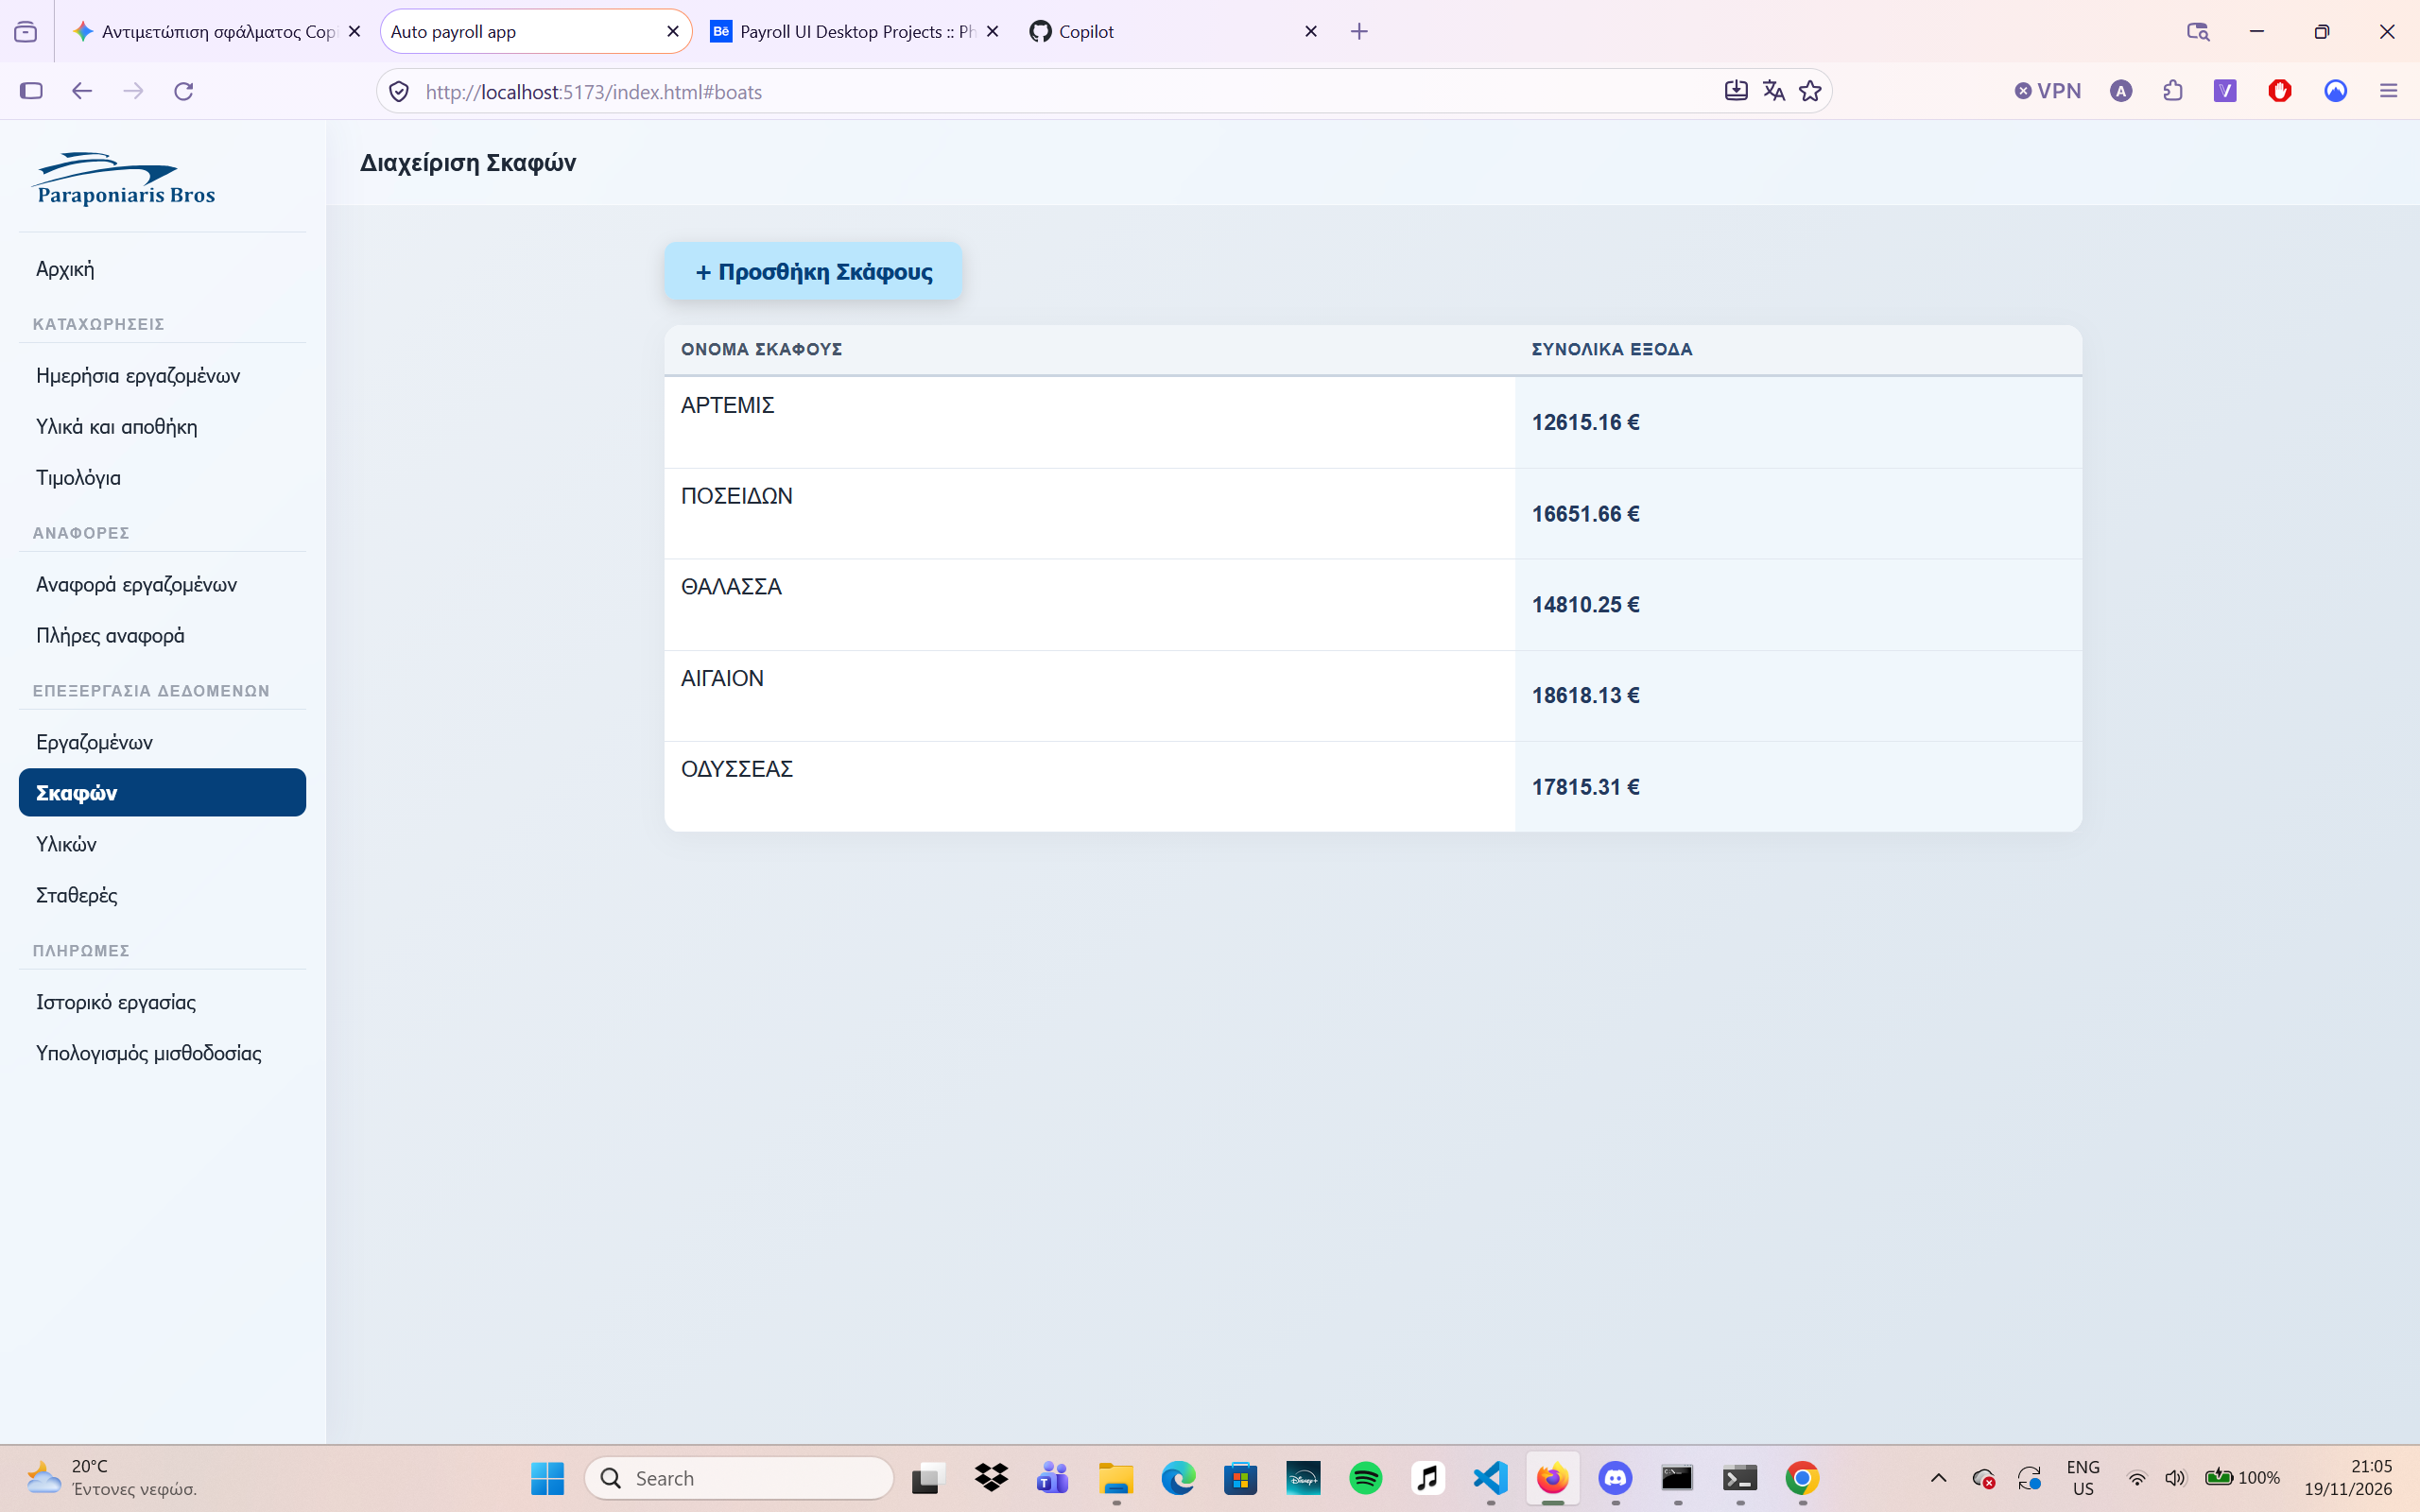 Αντιμετώπιση σφάλματος Copi
Auto payroll app
Bē Payroll UI Desktop Projects :: Ph
Copilot
http://localhost:5173/index.html#boats
VPN
A
V
Paraponiaris Bros
Διαχείριση Σκαφών
Αρχική
ΚΑΤΑΧΩΡΗΣΕΙΣ
Ημερήσια εργαζομένων
Υλικά και αποθήκη
Τιμολόγια
ΑΝΑΦΟΡΕΣ
Αναφορά εργαζομένων
Πλήρες αναφορά
ΕΠΕΞΕΡΓΑΣΙΑ ΔΕΔΟΜΕΝΩΝ
Εργαζομένων
Σκαφών
Υλικών
Σταθερές
ΠΛΗΡΩΜΕΣ
Ιστορικό εργασίας
Υπολογισμός μισθοδοσίας
+ Προσθήκη Σκάφους
ΟΝΟΜΑ ΣΚΑΦΟΥΣ ΣΥΝΟΛΙΚΑ ΕΞΟΔΑ
ΑΡΤΕΜΙΣ 12615.16 €
ΠΟΣΕΙΔΩΝ 16651.66 €
ΘΑΛΑΣΣΑ 14810.25 €
ΑΙΓΑΙΟΝ 18618.13 €
ΟΔΥΣΣΕΑΣ 17815.31 €
20°C
Έντονες νεφώσ.
Search
Disney+
ENG
US
100%
21:05
19/11/2026